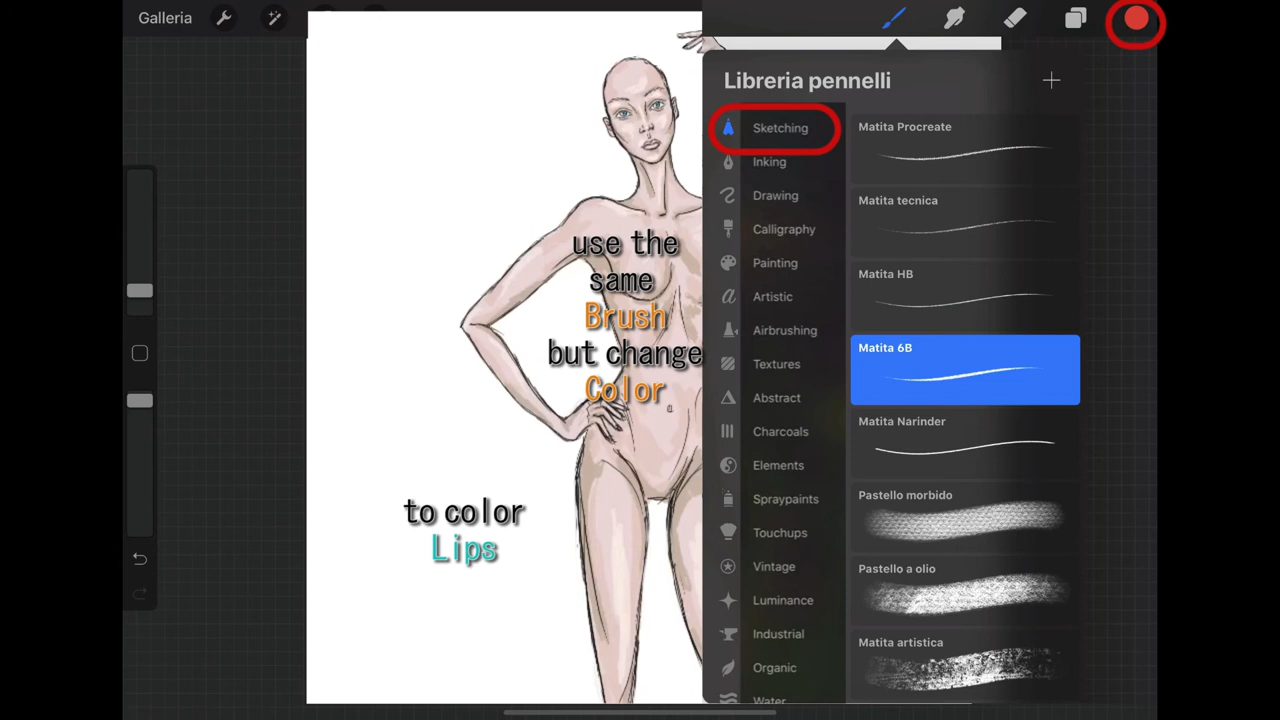 Galleria
Libreria pennelli
Sketching
Inking
Drawing
Calligraphy
Painting
Artistic
Airbrushing
Textures
Abstract
Charcoals
Elements
Spraypaints
Touchups
Vintage
Luminance
Industrial
Organic
Water
Matita Procreate
Matita tecnica
Matita HB
Matita 6B
Matita Narinder
Pastello morbido
Pastello a olio
Matita artistica
use the
same
Brush
but change
Color
to color
Lips